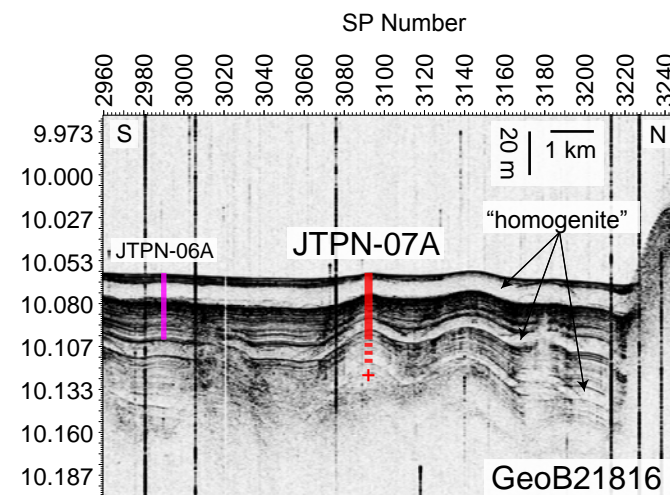 SP Number
2960
2980
3000
3020
3040
3060
3080
3100
3120
3140
3160
3180
3200
3220
3240
S
20 m
1 km
N
9.973
10.000
10.027
10.053
10.080
10.107
10.133
10.160
10.187
"homogenite"
JTPN-06A
JTPN-07A
+
GeoB21816